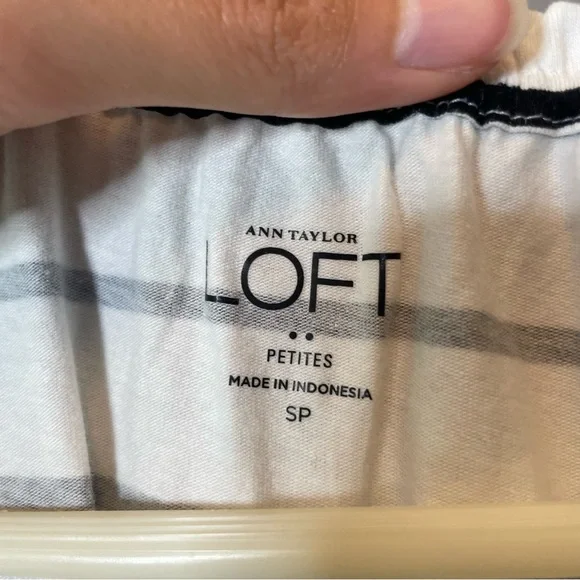 ANN TAYLOR
LOFT
PETITES
MADE IN INDONESIA
SP